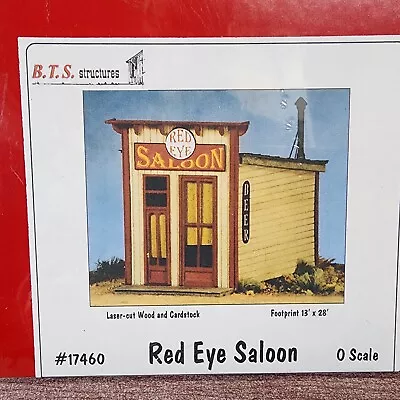 B.T.S. structures
RED
EYE
SALOON
BEER
Laser-cut Wood and Cardstock Footprint 13' x 28'
#17460 Red Eye Saloon O Scale